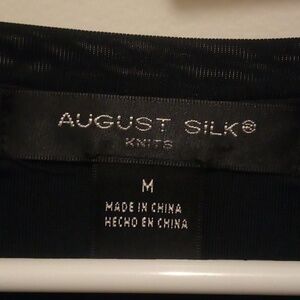 AUGUST SILK®
KNITS
M
MADE IN CHINA
HECHO EN CHINA